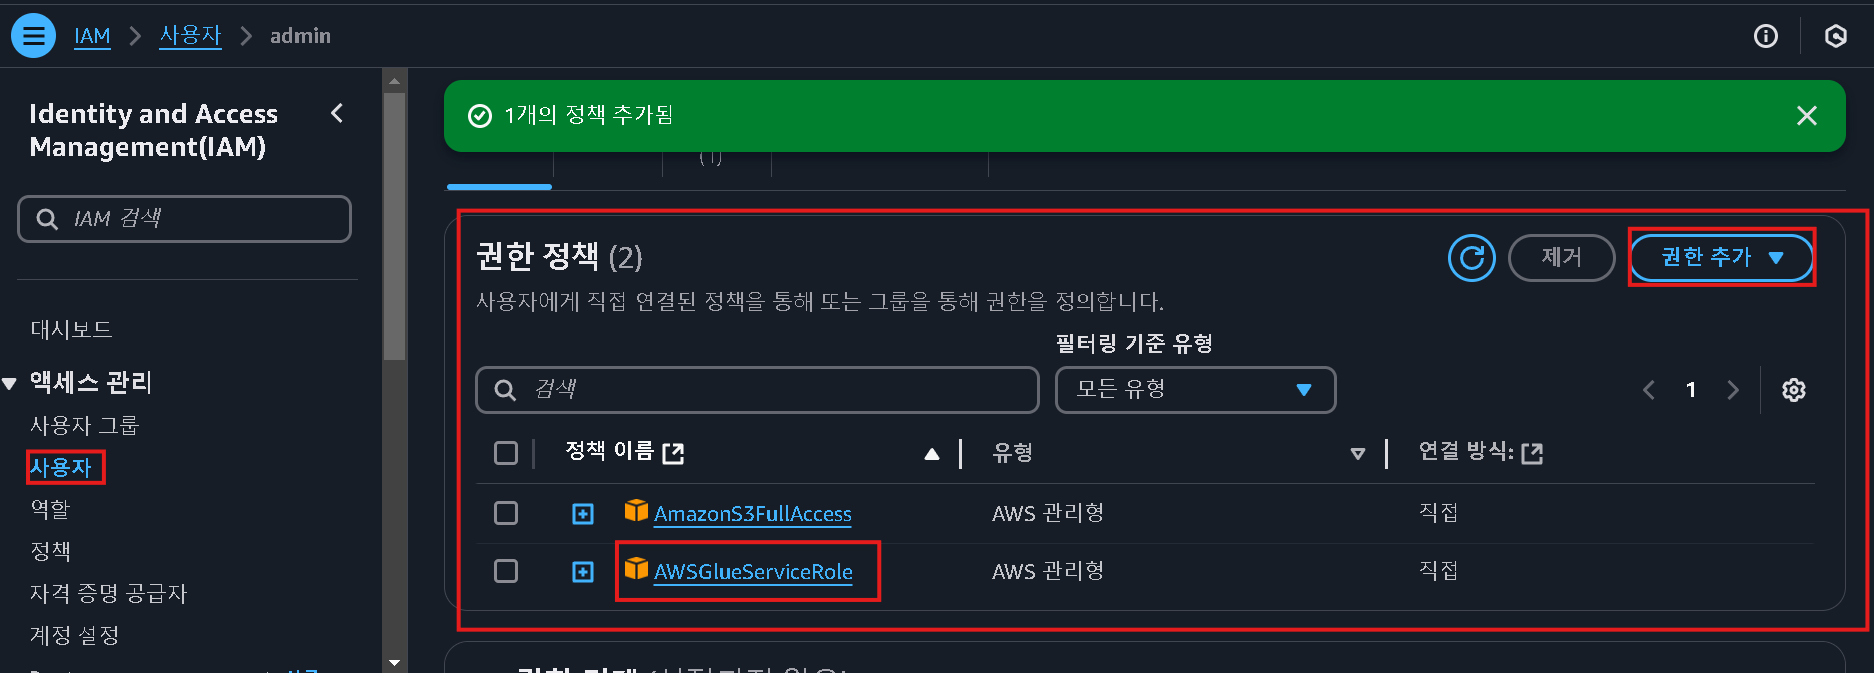 IAM > 사용자 > admin
Identity and Access
Management(IAM)
IAM 검색
대시보드
액세스 관리
사용자 그룹
사용자
역할
정책
자격 증명 공급자
계정 설정
1개의 정책 추가됨
(1)
권한 정책 (2)
제거
권한 추가
사용자에게 직접 연결된 정책을 통해 또는 그룹을 통해 권한을 정의합니다.
필터링 기준 유형
검색
모든 유형
1
정책 이름
유형
연결 방식:
AmazonS3FullAccess
AWS 관리형
직접
AWSGlueServiceRole
AWS 관리형
직접